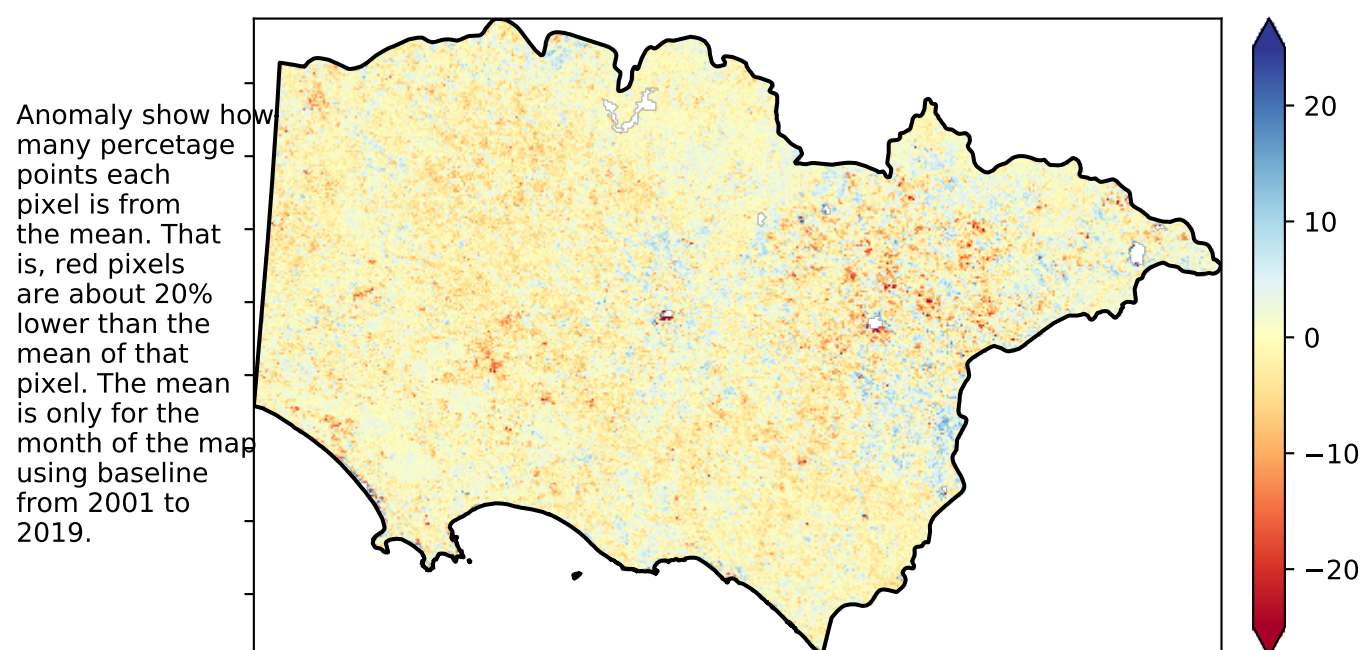 Anomaly show how
many percetage
points each
pixel is from
the mean. That
is, red pixels
are about 20%
lower than the
mean of that
pixel. The mean
is only for the
month of the map
using baseline
from 2001 to
2019.
20
10
0
−10
−20